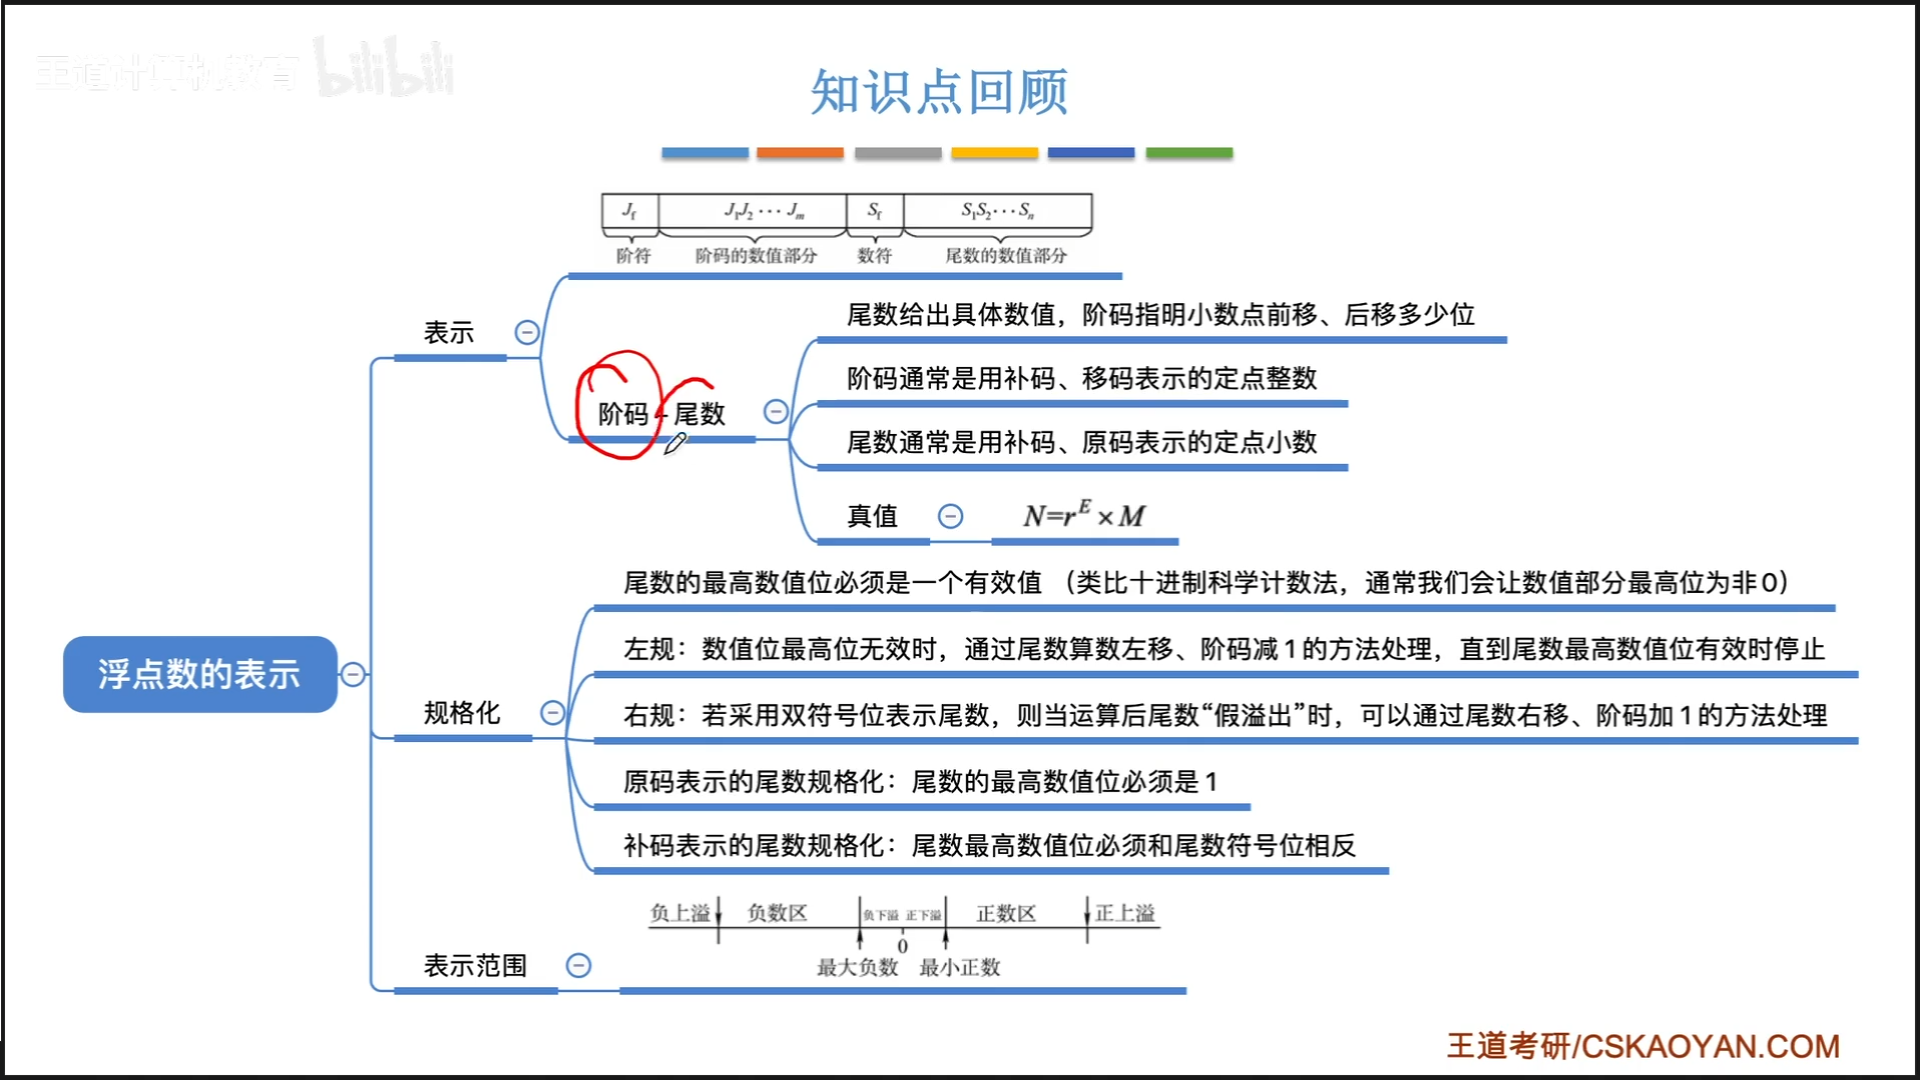 王道计算机教育 bilibili
知识点回顾
J_f J_1J_2 ··· J_m S_f S_1S_2 ··· S_n
阶符 阶码的数值部分 数符 尾数的数值部分
表示
尾数给出具体数值，阶码指明小数点前移、后移多少位
阶码通常是用补码、移码表示的定点整数
阶码 - 尾数
尾数通常是用补码、原码表示的定点小数
真值 N=r^E×M
浮点数的表示
尾数的最高数值位必须是一个有效值 （类比十进制科学计数法，通常我们会让数值部分最高位为非0）
左规：数值位最高位无效时，通过尾数算数左移、阶码减1的方法处理，直到尾数最高数值位有效时停止
规格化
右规：若采用双符号位表示尾数，则当运算后尾数“假溢出”时，可以通过尾数右移、阶码加1的方法处理
原码表示的尾数规格化：尾数的最高数值位必须是1
补码表示的尾数规格化：尾数最高数值位必须和尾数符号位相反
表示范围
负上溢 负数区 负下溢 正下溢 正数区 正上溢
0
最大负数 最小正数
王道考研/CSKAOYAN.COM